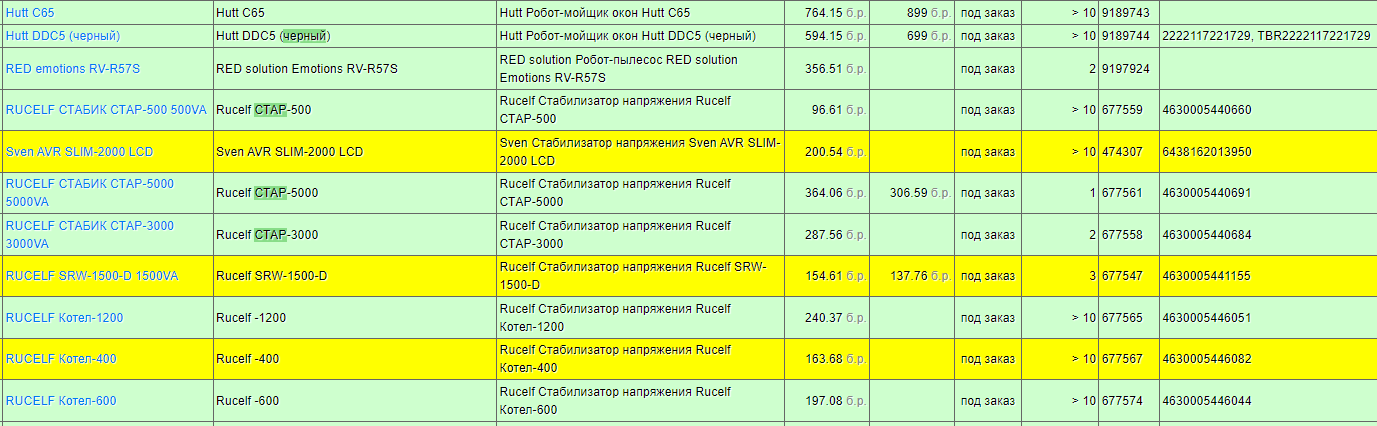 Hutt C65 Hutt C65 Hutt Робот-мойщик окон Hutt C65 764.15 б.р. 899 б.р. под заказ > 10 9189743
Hutt DDC5 (черный) Hutt DDC5 (черный) Hutt Робот-мойщик окон Hutt DDC5 (черный) 594.15 б.р. 699 б.р. под заказ > 10 9189744 2222117221729, TBR2222117221729
RED emotions RV-R57S RED solution Emotions RV-R57S RED solution Робот-пылесос RED solution
Emotions RV-R57S 356.51 б.р. под заказ 2 9197924
RUCELF СТАБИК СТАР-500 500VA Rucelf СТАР-500 Rucelf Стабилизатор напряжения Rucelf
СТАР-500 96.61 б.р. под заказ > 10 677559 4630005440660
Sven AVR SLIM-2000 LCD Sven AVR SLIM-2000 LCD Sven Стабилизатор напряжения Sven AVR SLIM-
2000 LCD 200.54 б.р. под заказ > 10 474307 6438162013950
RUCELF СТАБИК СТАР-5000
5000VA Rucelf СТАР-5000 Rucelf Стабилизатор напряжения Rucelf
СТАР-5000 364.06 б.р. 306.59 б.р. под заказ 1 677561 4630005440691
RUCELF СТАБИК СТАР-3000
3000VA Rucelf СТАР-3000 Rucelf Стабилизатор напряжения Rucelf
СТАР-3000 287.56 б.р. под заказ 2 677558 4630005440684
RUCELF SRW-1500-D 1500VA Rucelf SRW-1500-D Rucelf Стабилизатор напряжения Rucelf SRW-
1500-D 154.61 б.р. 137.76 б.р. под заказ 3 677547 4630005441155
RUCELF Котел-1200 Rucelf -1200 Rucelf Стабилизатор напряжения Rucelf
Котел-1200 240.37 б.р. под заказ > 10 677565 4630005446051
RUCELF Котел-400 Rucelf -400 Rucelf Стабилизатор напряжения Rucelf
Котел-400 163.68 б.р. под заказ > 10 677567 4630005446082
RUCELF Котел-600 Rucelf -600 Rucelf Стабилизатор напряжения Rucelf
Котел-600 197.08 б.р. под заказ > 10 677574 4630005446044